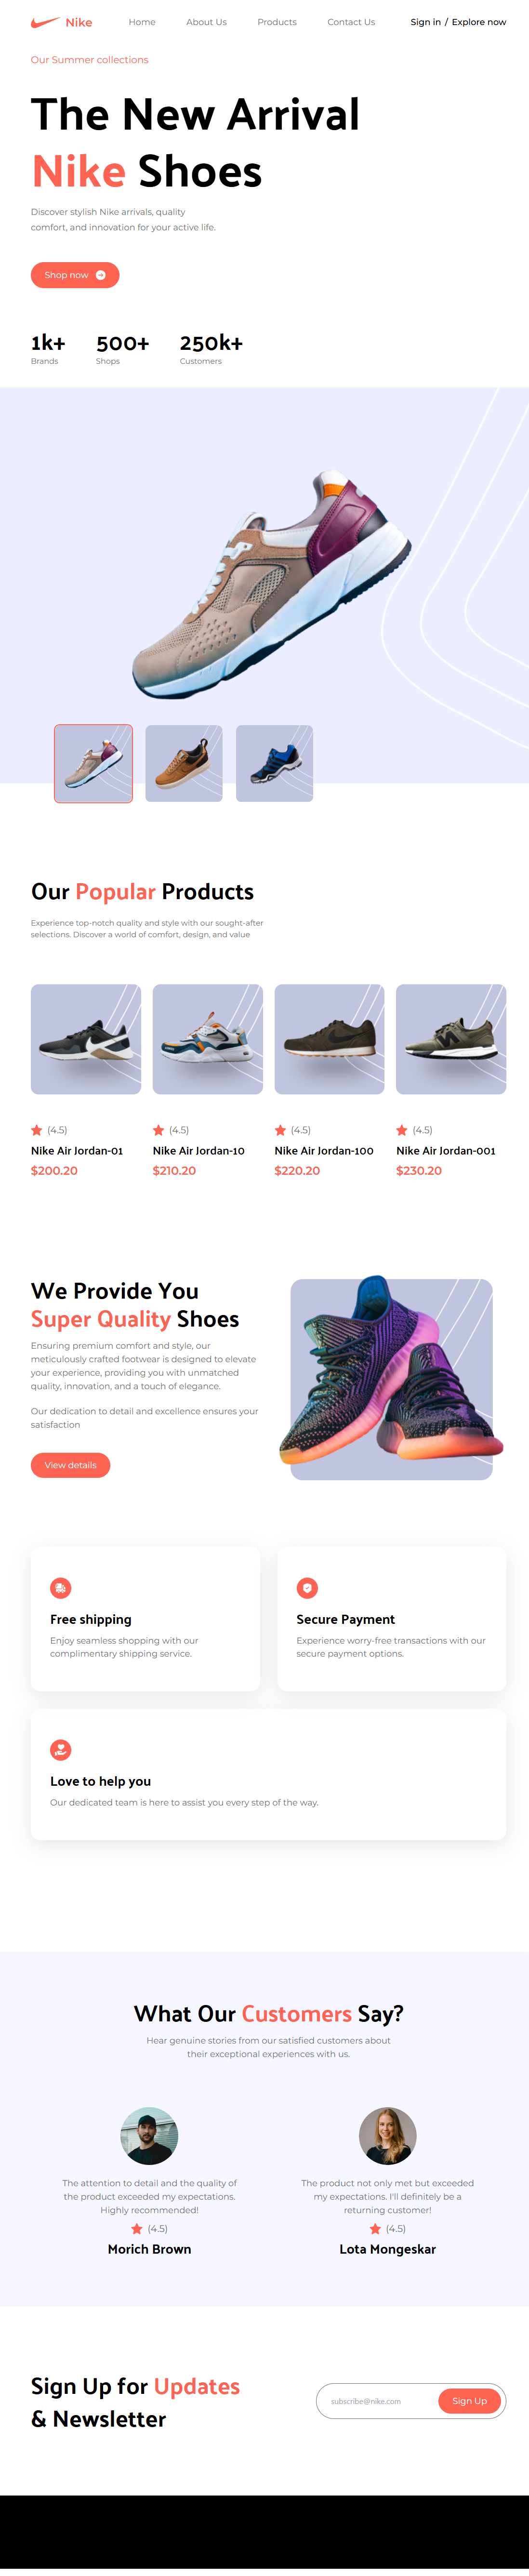 Nike
Home
About Us
Products
Contact Us
Sign in / Explore now
Our Summer collections
The New Arrival
Nike Shoes
Discover stylish Nike arrivals, quality
comfort, and innovation for your active life.
Shop now
1k+
Brands
500+
Shops
250k+
Customers
Our Popular Products
Experience top-notch quality and style with our sought-after
selections. Discover a world of comfort, design, and value
(4.5)
Nike Air Jordan-01
$200.20
(4.5)
Nike Air Jordan-10
$210.20
(4.5)
Nike Air Jordan-100
$220.20
(4.5)
Nike Air Jordan-001
$230.20
We Provide You
Super Quality Shoes
Ensuring premium comfort and style, our
meticulously crafted footwear is designed to elevate
your experience, providing you with unmatched
quality, innovation, and a touch of elegance.
Our dedication to detail and excellence ensures your
satisfaction
View details
Free shipping
Enjoy seamless shopping with our
complimentary shipping service.
Secure Payment
Experience worry-free transactions with our
secure payment options.
Love to help you
Our dedicated team is here to assist you every step of the way.
What Our Customers Say?
Hear genuine stories from our satisfied customers about
their exceptional experiences with us.
The attention to detail and the quality of
the product exceeded my expectations.
Highly recommended!
(4.5)
Morich Brown
The product not only met but exceeded
my expectations. I'll definitely be a
returning customer!
(4.5)
Lota Mongeskar
Sign Up for Updates
& Newsletter
subscribe@nike.com
Sign Up